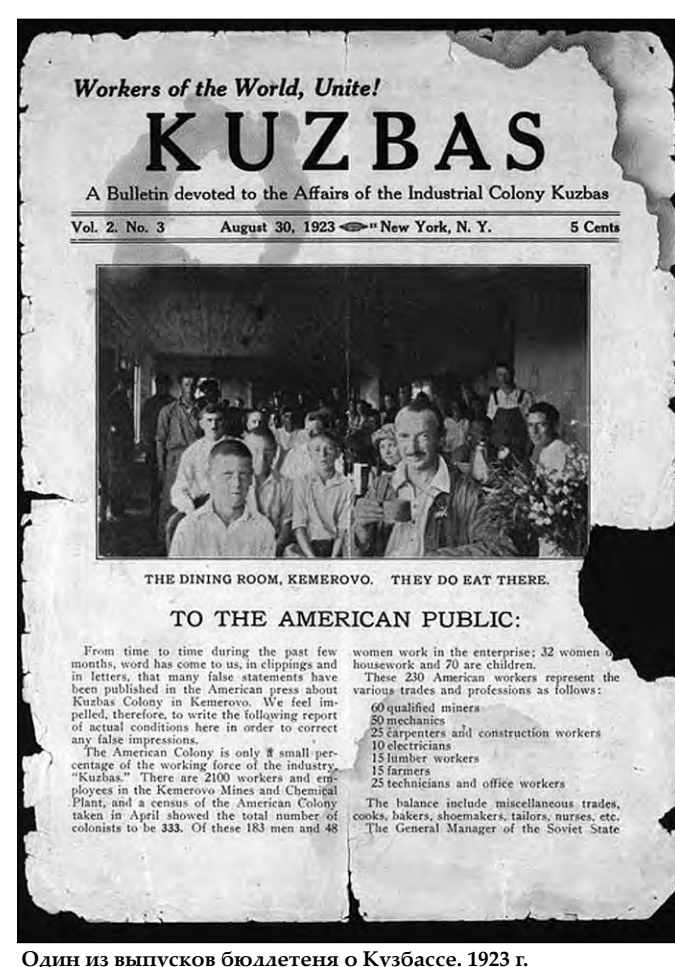 Workers of the World, Unite!
KUZBAS
A Bulletin devoted to the Affairs of the Industrial Colony Kuzbas
Vol. 2. No. 3 August 30, 1923 New York, N. Y. 5 Cents
THE DINING ROOM, KEMEROVO. THEY DO EAT THERE.
TO THE AMERICAN PUBLIC:
From time to time during the past few
months, word has come to us, in clippings and
in letters, that many false statements have
been published in the American press about
Kuzbas Colony in Kemerovo. We feel im-
pelled, therefore, to write the following report
of actual conditions here in order to correct
any false impressions.
The American Colony is only a small per-
centage of the working force of the industry,
"Kuzbas." There are 2100 workers and em-
ployees in the Kemerovo Mines and Chemical
Plant, and a census of the American Colony
taken in April showed the total number of
colonists to be 333. Of these 183 men and 48
women work in the enterprise; 32 women
housework and 70 are children.
These 230 American workers represent the
various trades and professions as follows:
60 qualified miners
50 mechanics
25 carpenters and construction workers
10 electricians
15 lumber workers
15 farmers
25 technicians and office workers
The balance include miscellaneous trades,
cooks, bakers, shoemakers, tailors, nurses, etc.
The General Manager of the Soviet State
Один из выпусков бюллетеня о Кузбассе. 1923 г.